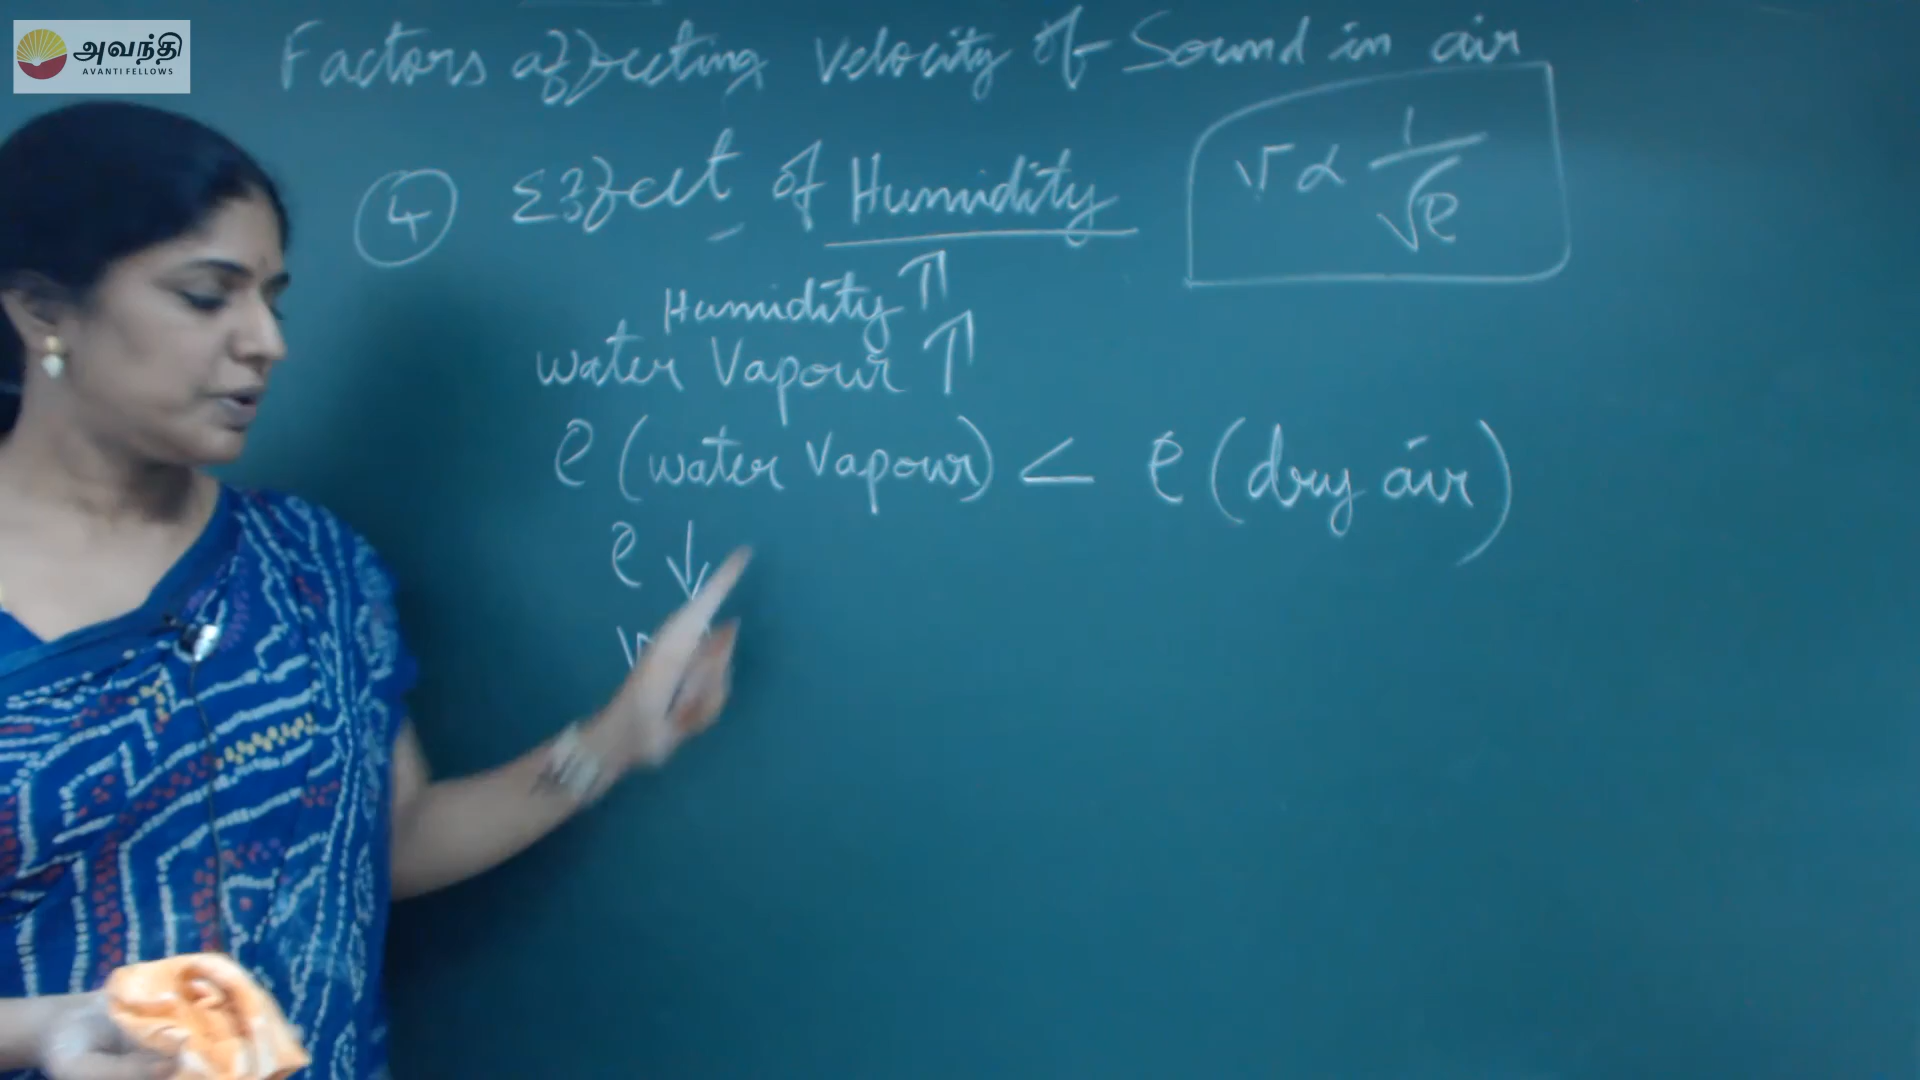 அவந்தி
AVANTI FELLOWS
Factors affecting Velocity of Sound in air
④ Effect of Humidity
v ∝ 1/√ρ
Humidity ↑
water Vapour ↑
ρ (water Vapour) < ρ (dry air)
ρ ↓